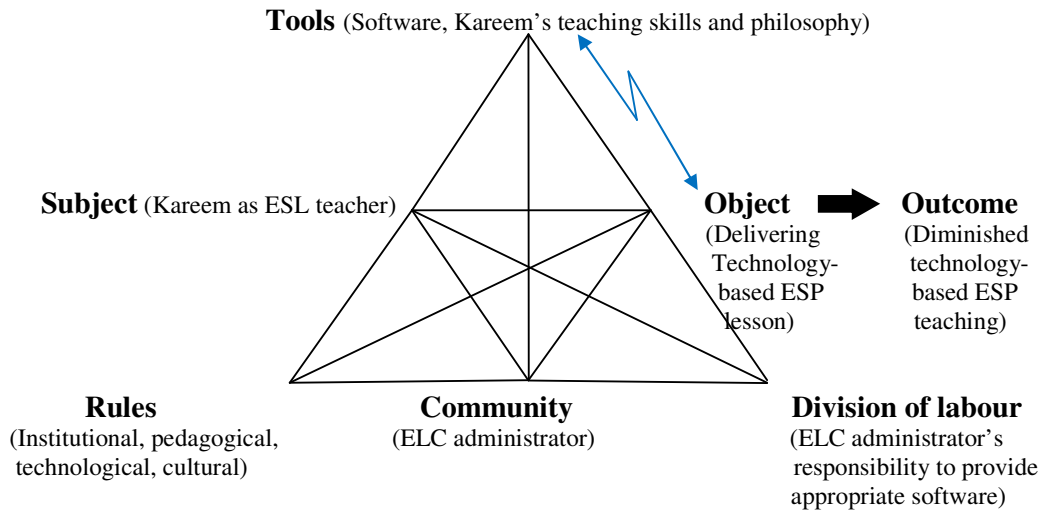 Tools (Software, Kareem's teaching skills and philosophy)
Subject (Kareem as ESL teacher)
Object
(Delivering
Technology-
based ESP
lesson)
Outcome
(Diminished
technology-
based ESP
teaching)
Rules
(Institutional, pedagogical,
technological, cultural)
Community
(ELC administrator)
Division of labour
(ELC administrator's
responsibility to provide
appropriate software)